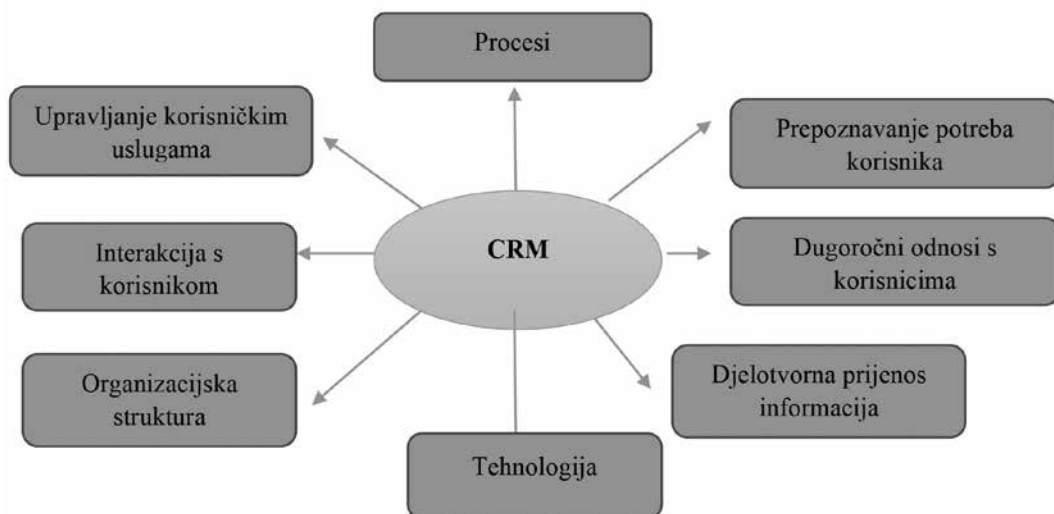 Procesi
Upravljanje korisničkim
uslugama
Prepoznavanje potreba
korisnika
Interakcija s
korisnikom
CRM
Dugoročni odnosi s
korisnicima
Organizacijska
struktura
Djelotvorna prijenos
informacija
Tehnologija